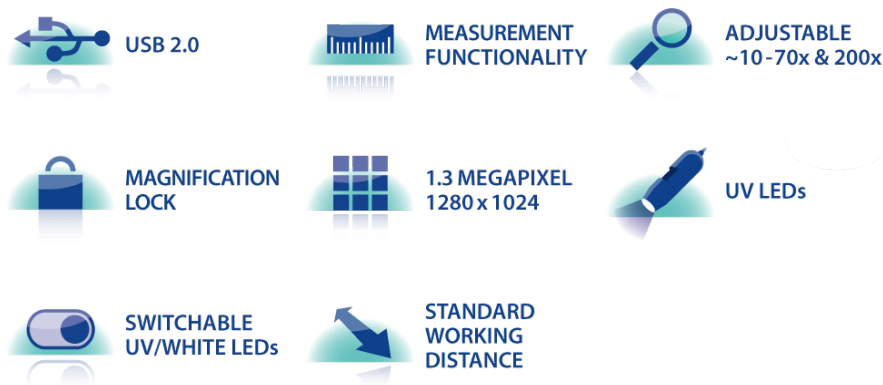 USB 2.0
MEASUREMENT
FUNCTIONALITY
ADJUSTABLE
~10-70x & 200x
MAGNIFICATION
LOCK
1.3 MEGAPIXEL
1280 x 1024
UV LEDs
SWITCHABLE
UV/WHITE LEDs
STANDARD
WORKING
DISTANCE